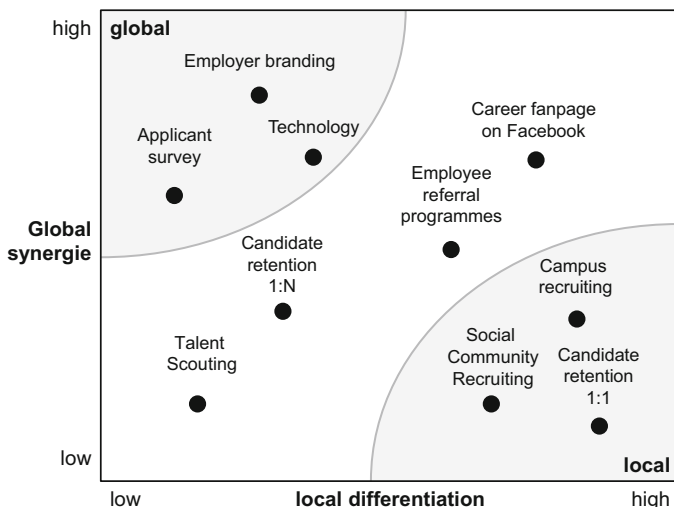 high
global
Employer branding
Technology
Applicant
survey
Career fanpage
on Facebook
Employee
referral
programmes
Global
synergie
Candidate
retention
1:N
Campus
recruiting
Talent
Scouting
Social
Community
Recruiting
Candidate
retention
1:1
low
local
low
local differentiation
high